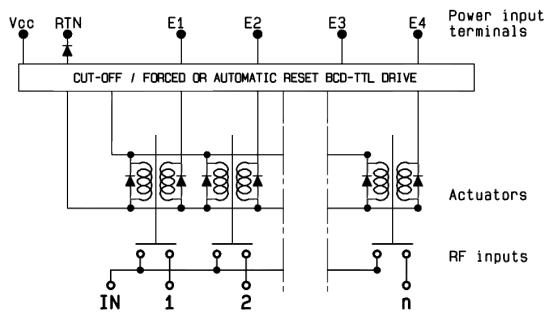 Vcc RTN E1 E2 E3 E4 Power input
terminals
CUT-OFF / FORCED OR AUTOMATIC RESET BCD-TTL DRIVE
Actuators
RF inputs
IN 1 2 n